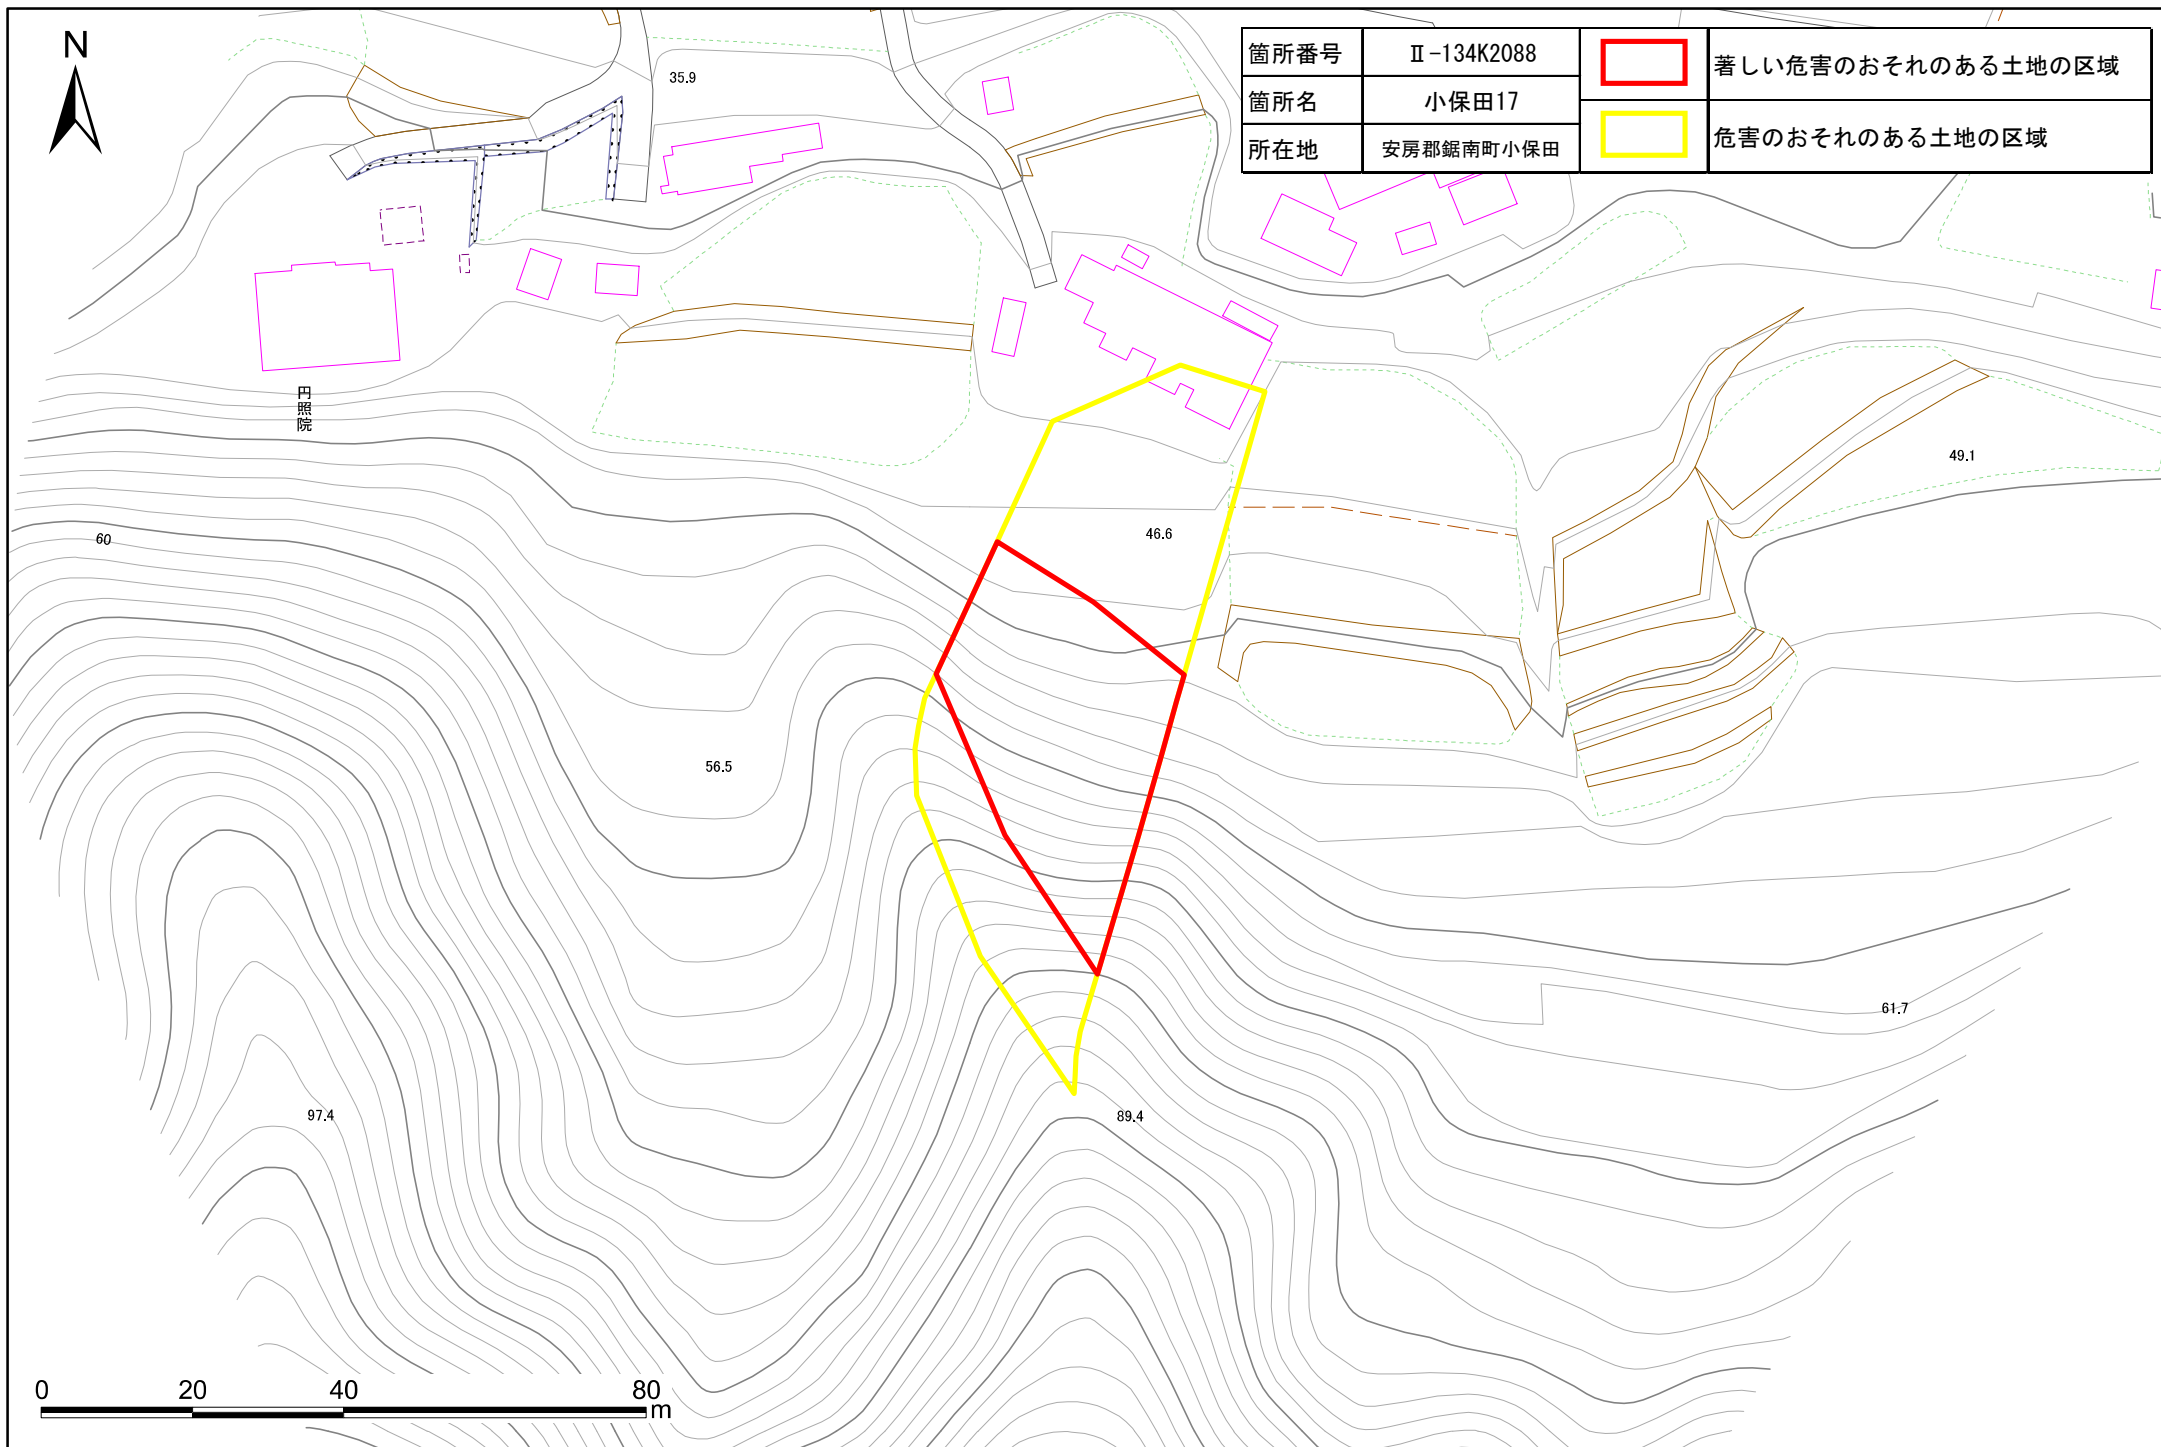 N
箇所番号 Ⅱ-134K2088
著しい危害のおそれのある土地の区域
箇所名 小保田17
危害のおそれのある土地の区域
所在地 安房郡鋸南町小保田
35.9
円照院
49.1
46.6
60
56.5
61.7
97.4
89.4
0 20 40 80
m